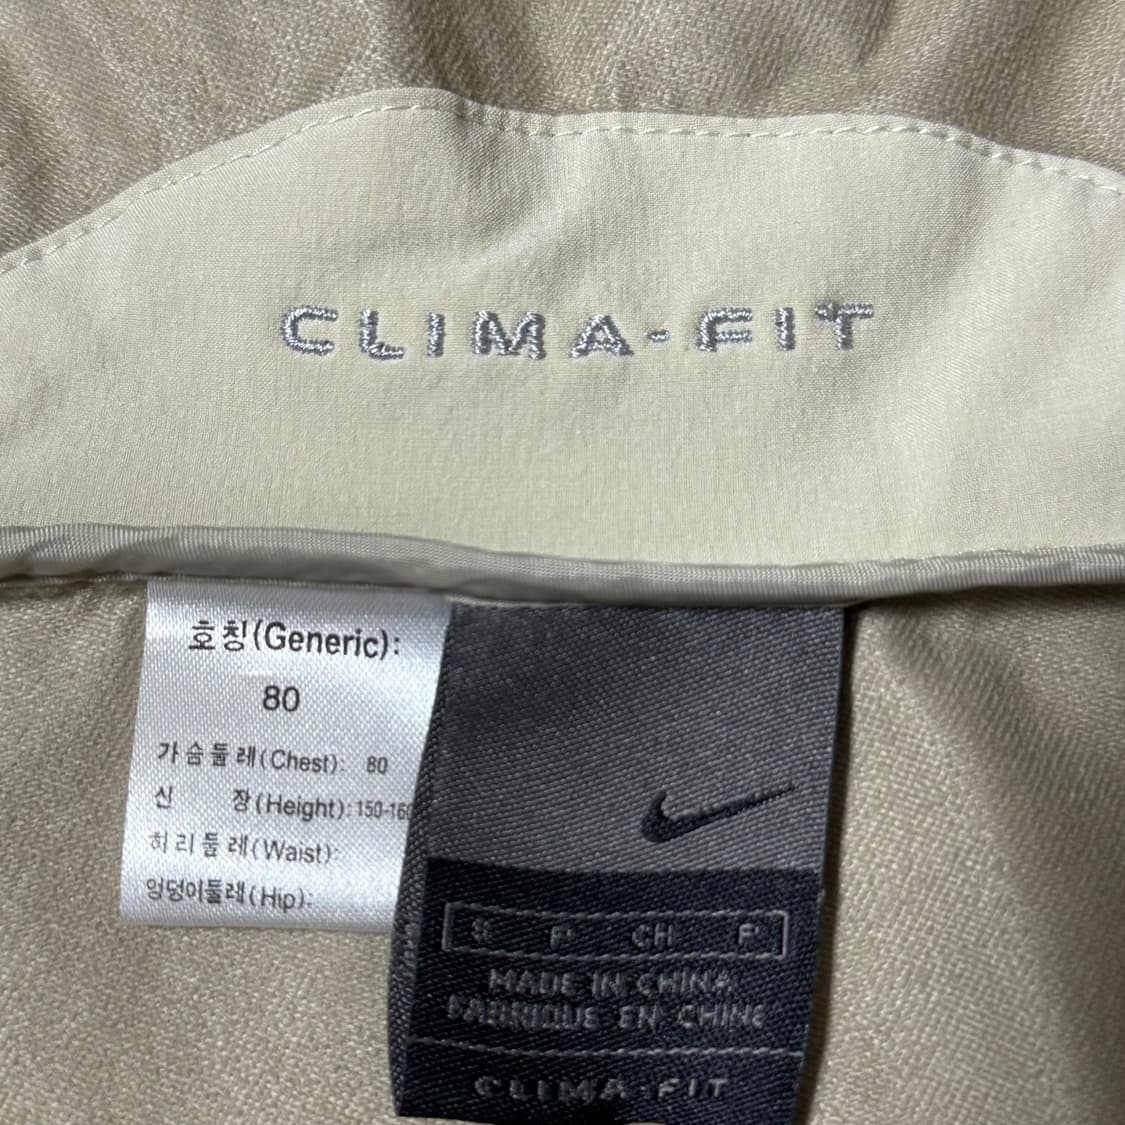 CLIMA-FIT
호칭(Generic):
80
가슴둘레(Chest): 80
신 장(Height): 150-160
허리둘레(Waist):
엉덩이둘레(Hip):
S P CH P
MADE IN CHINA
FABRIQUE EN CHINE
CLIMA-FIT